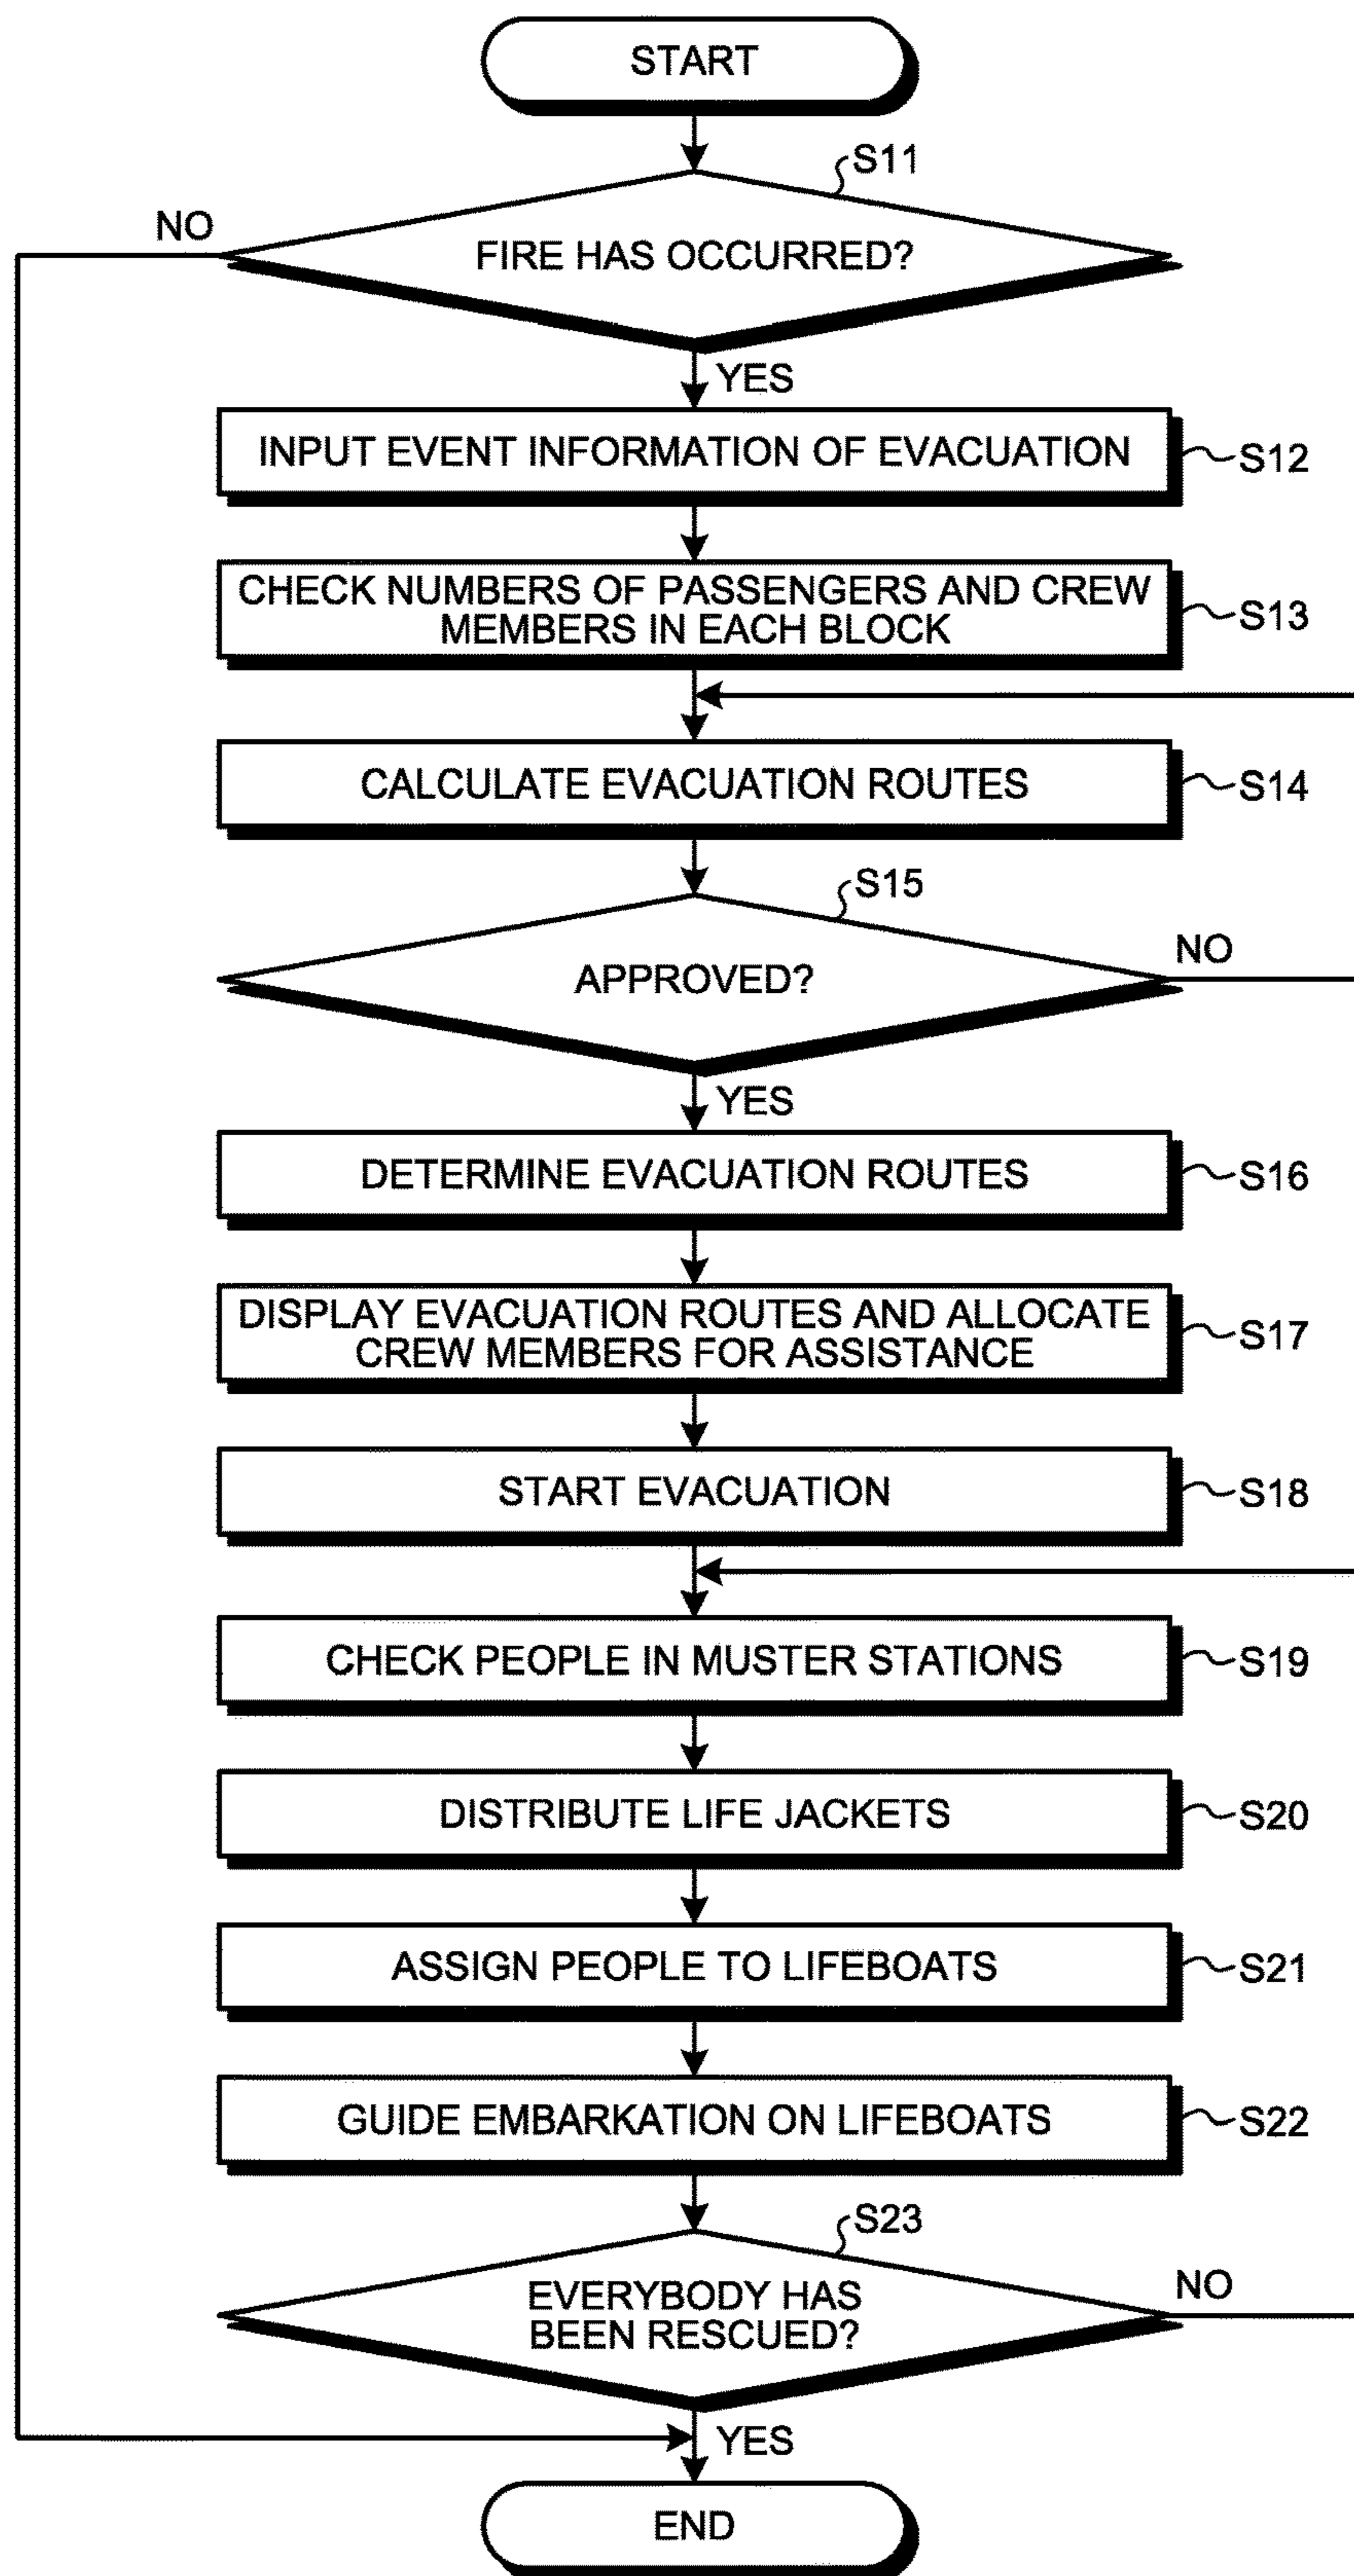 START
S11
NO
FIRE HAS OCCURRED?
YES
INPUT EVENT INFORMATION OF EVACUATION
S12
CHECK NUMBERS OF PASSENGERS AND CREW
MEMBERS IN EACH BLOCK
S13
CALCULATE EVACUATION ROUTES
S14
S15
APPROVED?
NO
YES
DETERMINE EVACUATION ROUTES
S16
DISPLAY EVACUATION ROUTES AND ALLOCATE
CREW MEMBERS FOR ASSISTANCE
S17
START EVACUATION
S18
CHECK PEOPLE IN MUSTER STATIONS
S19
DISTRIBUTE LIFE JACKETS
S20
ASSIGN PEOPLE TO LIFEBOATS
S21
GUIDE EMBARKATION ON LIFEBOATS
S22
S23
EVERYBODY HAS
BEEN RESCUED?
NO
YES
END